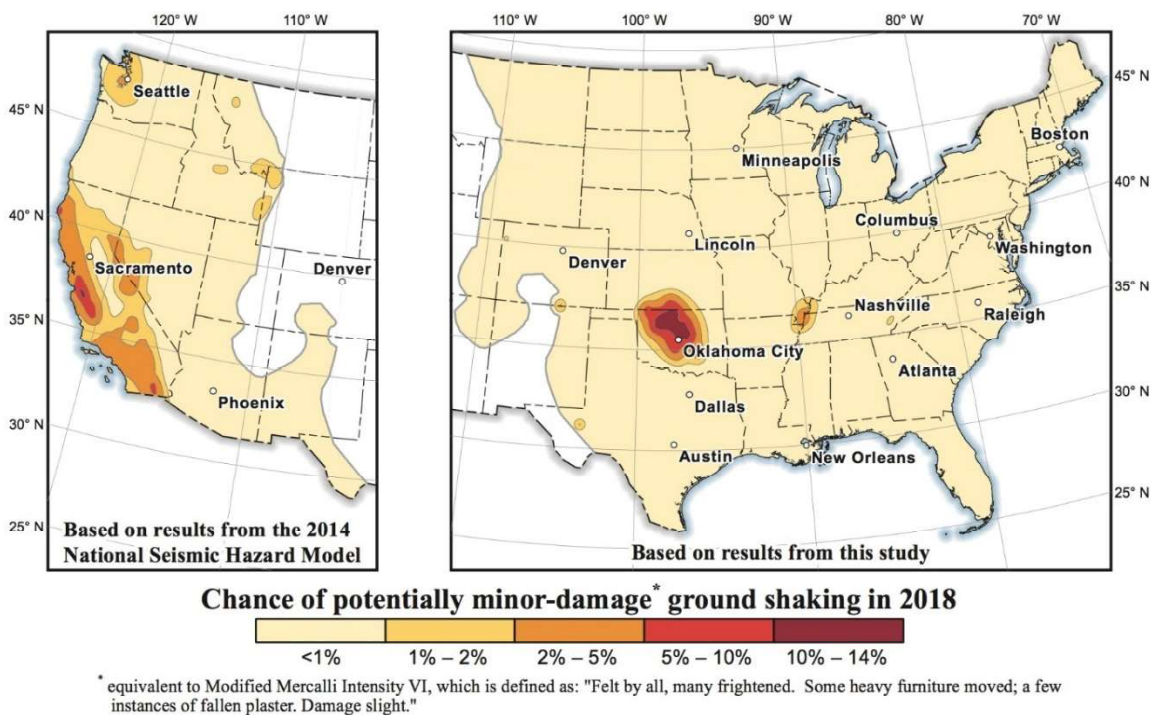 120° W
110° W
110° W
100° W
90° W
80° W
70° W
45° N
40° N
35° N
30° N
25° N
Seattle
Sacramento
Denver
Phoenix
Based on results from the 2014
National Seismic Hazard Model
Boston
Minneapolis
Columbus
Lincoln
Washington
Denver
Nashville
Raleigh
Oklahoma City
Atlanta
Dallas
Austin
New Orleans
Based on results from this study
45° N
40° N
35° N
30° N
25° N
Chance of potentially minor-damage* ground shaking in 2018
<1%
1% – 2%
2% – 5%
5% – 10%
10% – 14%
* equivalent to Modified Mercalli Intensity VI, which is defined as: "Felt by all, many frightened. Some heavy furniture moved; a few
instances of fallen plaster. Damage slight."